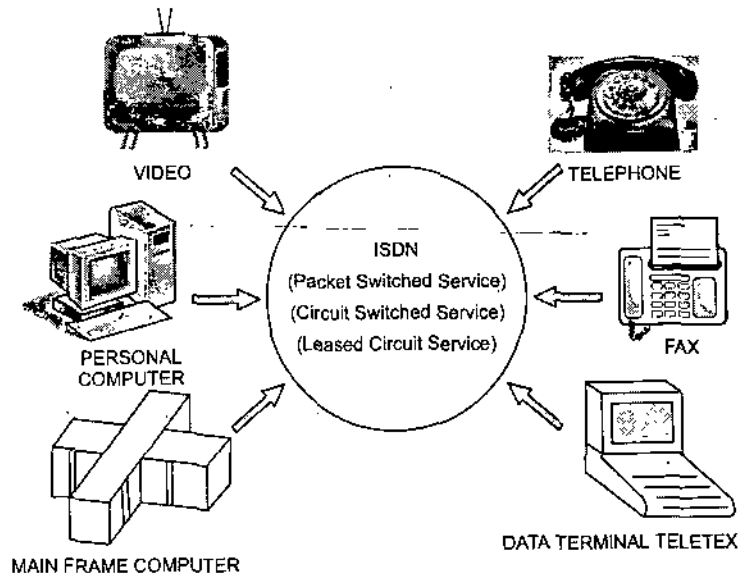 VIDEO
TELEPHONE
ISDN
(Packet Switched Service)
(Circuit Switched Service)
(Leased Circuit Service)
PERSONAL
COMPUTER
FAX
MAIN FRAME COMPUTER
DATA TERMINAL TELETEX